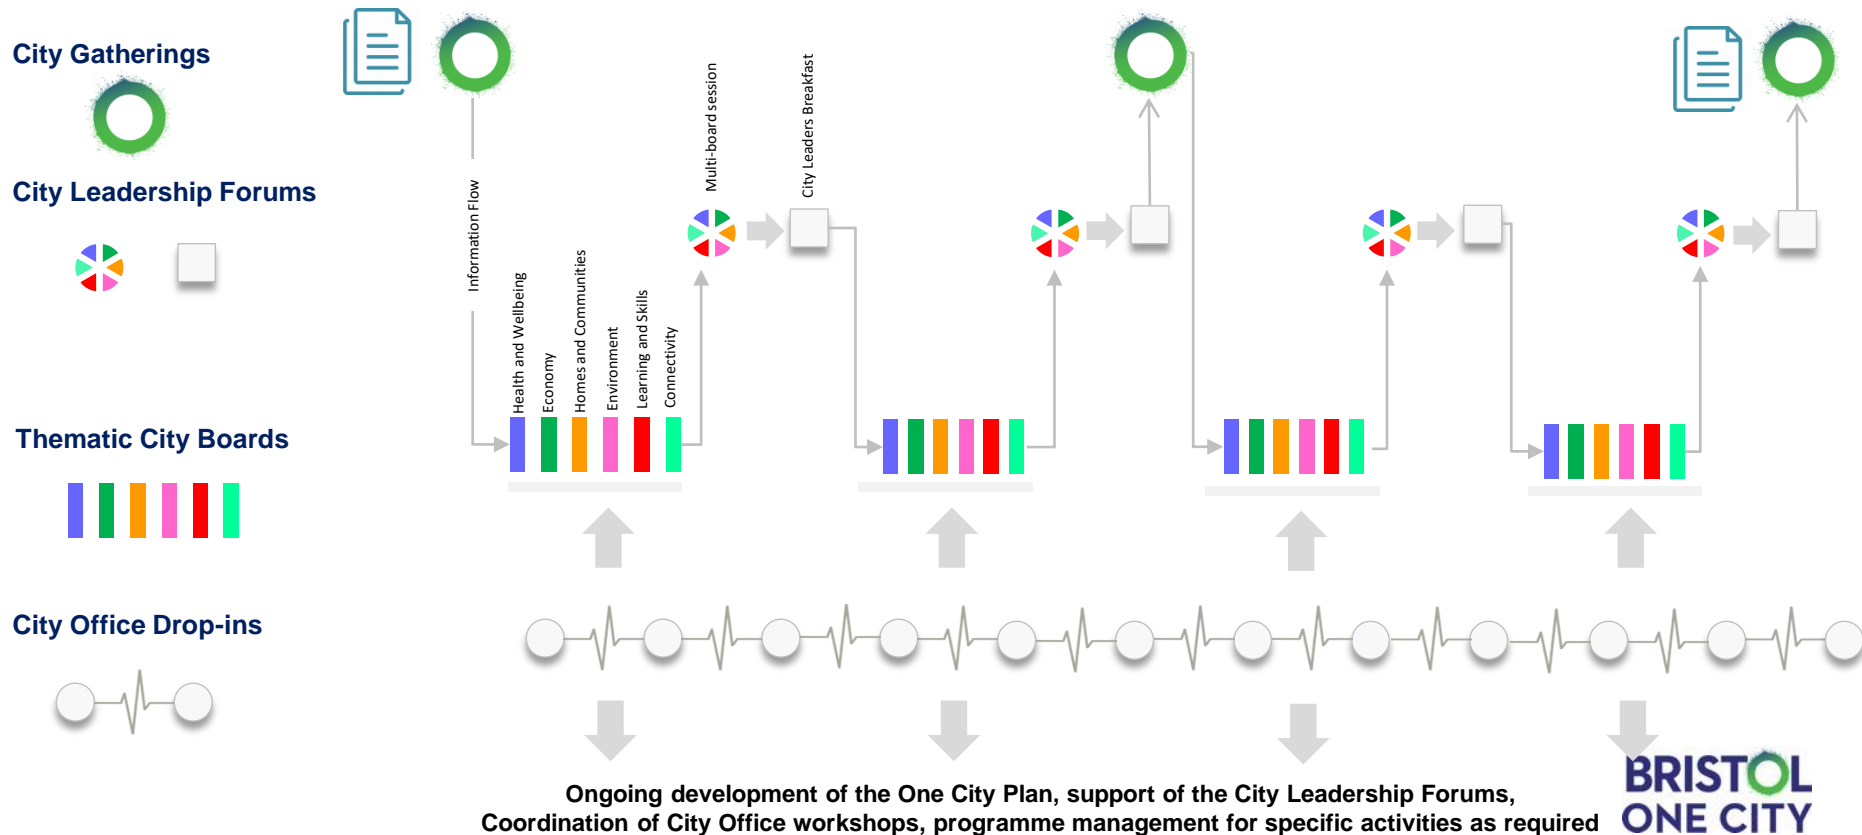 City Gatherings
City Leadership Forums
Thematic City Boards
City Office Drop-ins
Information Flow
Health and Wellbeing
Economy
Homes and Communities
Environment
Learning and Skills
Connectivity
Multi-board session
City Leaders Breakfast
Ongoing development of the One City Plan, support of the City Leadership Forums,
Coordination of City Office workshops, programme management for specific activities as required
BRISTOL
ONE CITY